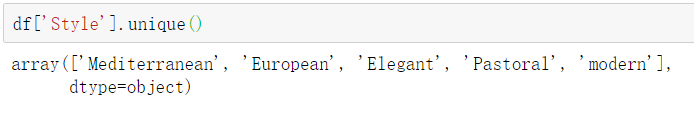 df['Style'].unique()
array(['Mediterranean', 'European', 'Elegant', 'Pastoral', 'modern'],
dtype=object)